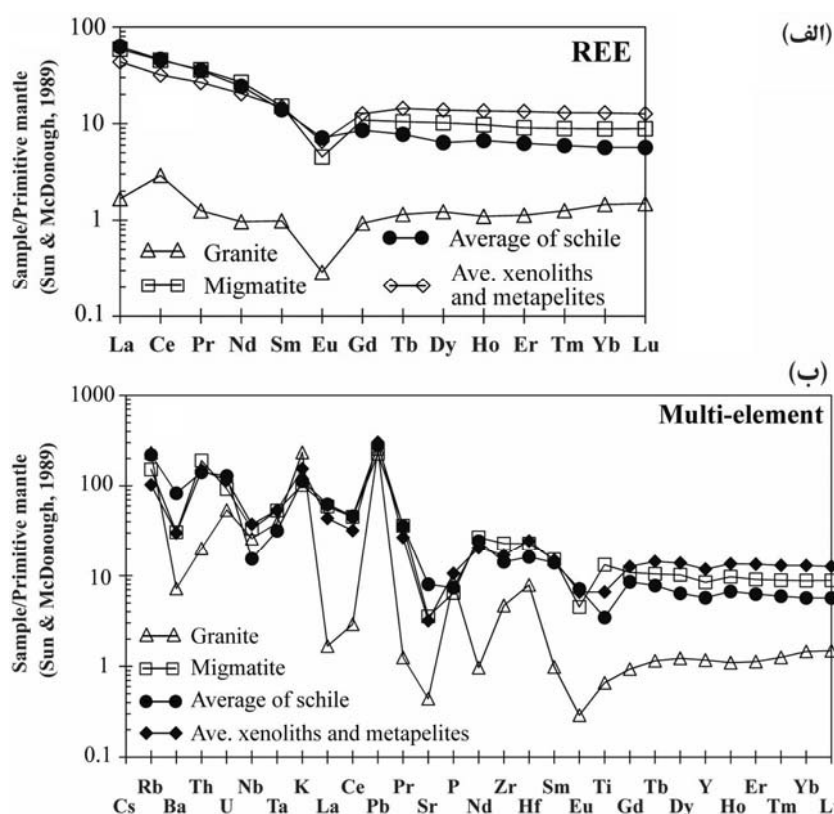 (الف)
REE
100
10
1
0.1
Sample/Primitive mantle
(Sun & McDonough, 1989)
Granite
Migmatite
Average of schile
Ave. xenoliths
and metapelites
La Ce Pr Nd Sm Eu Gd Tb Dy Ho Er Tm Yb Lu
(ب)
Multi-element
1000
100
10
1
0.1
Sample/Primitive mantle
(Sun & McDonough, 1989)
Granite
Migmatite
Average of schile
Ave. xenoliths and metapelites
Rb Th Nb K Ce Pr P Zr Sm Ti Tb Y Er Yb
Cs Ba U Ta La Pb Sr Nd Hf Eu Gd Dy Ho Tm L